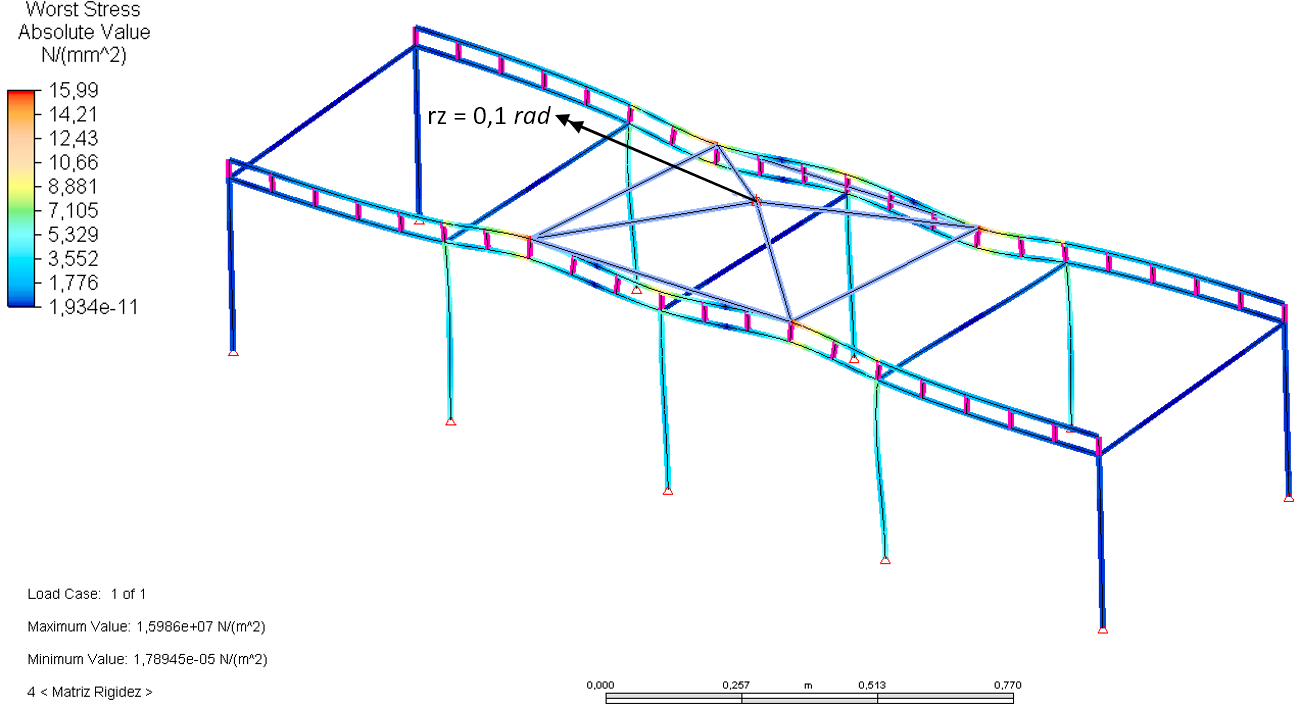 Worst Stress
Absolute Value
N/(mm^2)
15,99
14,21
12,43
10,66
8,881
7,105
5,329
3,552
1,776
1,934e-11
rz = 0,1 rad
Load Case: 1 of 1
Maximum Value: 1,5986e+07 N/(m^2)
Minimum Value: 1,78945e-05 N/(m^2)
4 < Matriz Rigidez >
0,000 0,257 m 0,513 0,770